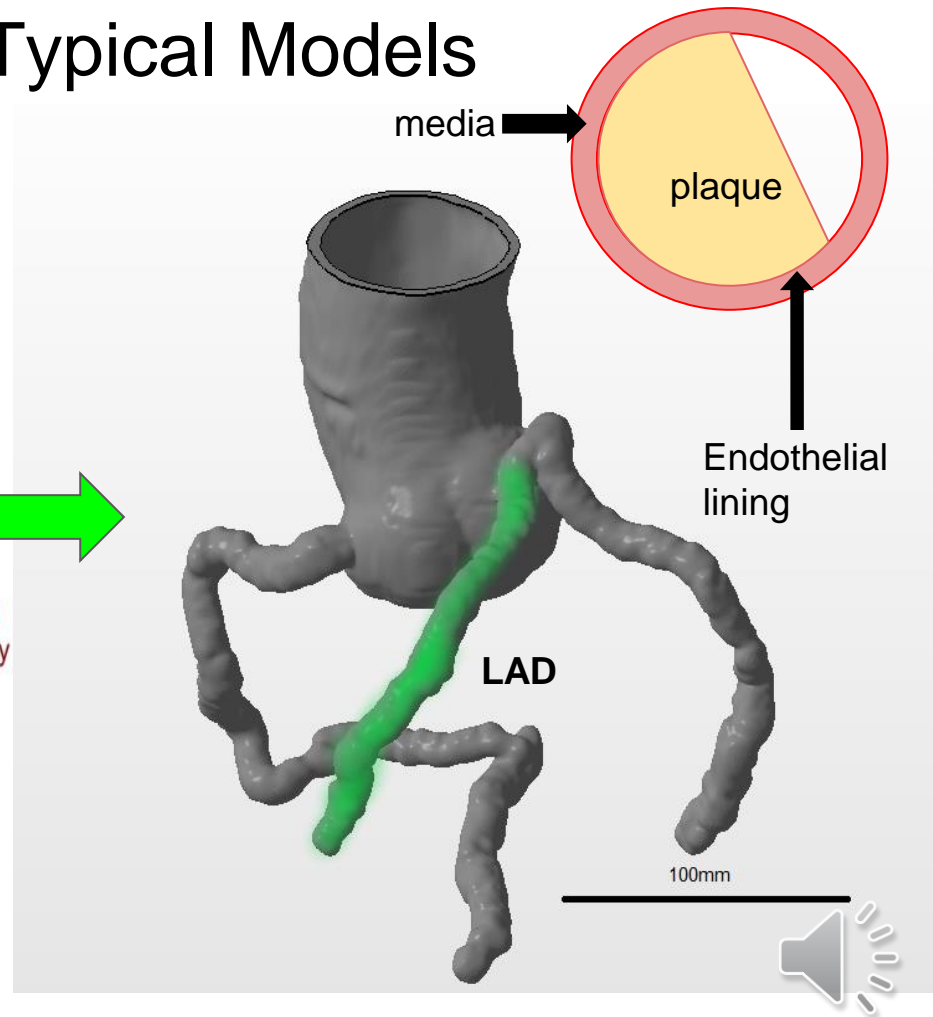 Typical Models
media
plaque
Endothelial
lining
y
LAD
100mm